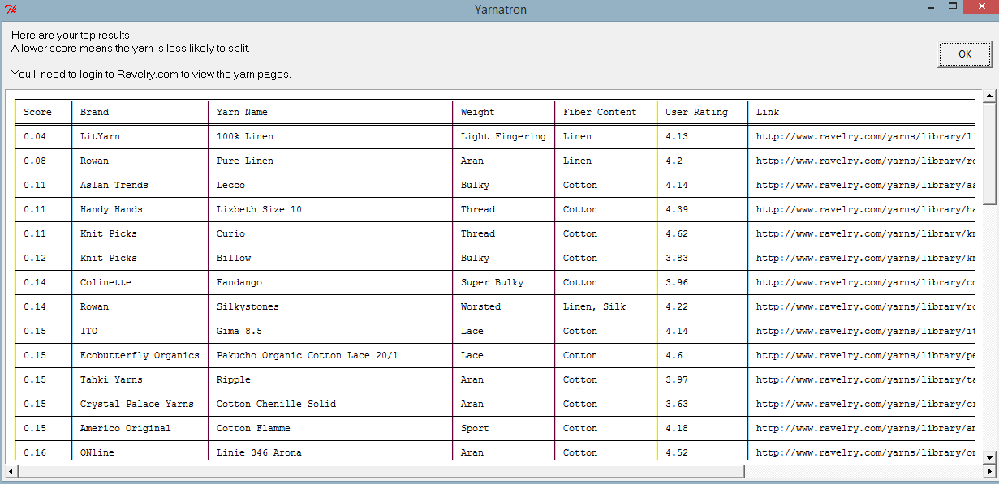 Yarnatron
Here are your top results!
A lower score means the yarn is less likely to split.
OK
You'll need to login to Ravelry.com to view the yarn pages.
Score Brand Yarn Name Weight Fiber Content User Rating Link
0.04 LitYarn 100% Linen Light Fingering Linen 4.13 http://www.ravelry.com/yarns/library/li
0.08 Rowan Pure Linen Aran Linen 4.2 http://www.ravelry.com/yarns/library/ro
0.11 Aslan Trends Lecco Bulky Cotton 4.14 http://www.ravelry.com/yarns/library/as
0.11 Handy Hands Lizbeth Size 10 Thread Cotton 4.39 http://www.ravelry.com/yarns/library/ha
0.11 Knit Picks Curio Thread Cotton 4.62 http://www.ravelry.com/yarns/library/kn
0.12 Knit Picks Billow Bulky Cotton 3.83 http://www.ravelry.com/yarns/library/kn
0.14 Colinette Fandango Super Bulky Cotton 3.96 http://www.ravelry.com/yarns/library/co
0.14 Rowan Silkystones Worsted Linen, Silk 4.22 http://www.ravelry.com/yarns/library/ro
0.15 ITO Gima 8.5 Lace Cotton 4.14 http://www.ravelry.com/yarns/library/it
0.15 Ecobutterfly Organics Pakucho Organic Cotton Lace 20/1 Lace Cotton 4.6 http://www.ravelry.com/yarns/library/pe
0.15 Tahki Yarns Ripple Aran Cotton 3.97 http://www.ravelry.com/yarns/library/ta
0.15 Crystal Palace Yarns Cotton Chenille Solid Aran Cotton 3.63 http://www.ravelry.com/yarns/library/cr
0.15 Americo Original Cotton Flamme Sport Cotton 4.18 http://www.ravelry.com/yarns/library/am
0.16 ONline Linie 346 Arona Aran Cotton 4.52 http://www.ravelry.com/yarns/library/on